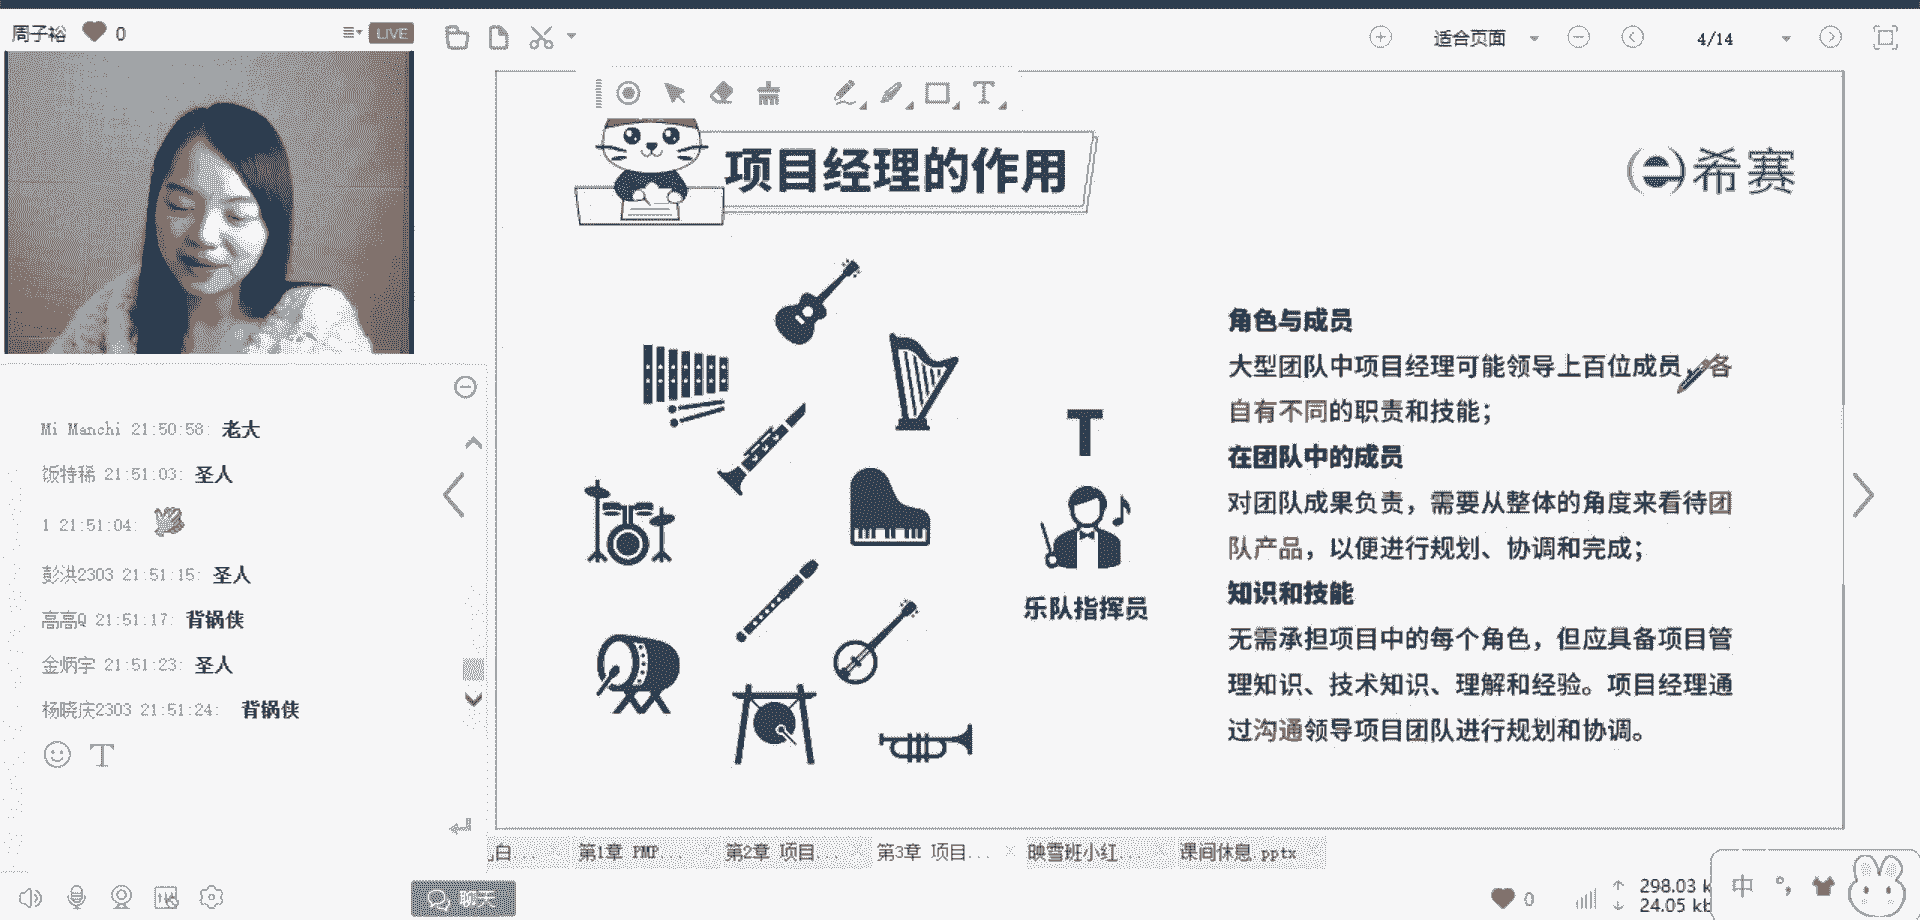 周子裕 0
LIVE
适合页面
4/14
T
项目经理的作用
希赛
角色与成员
大型团队中项目经理可能领导上百位成员，各
自有不同的职责和技能；
在团队中的成员
对团队成果负责，需要从整体的角度来看待团
队产品，以便进行规划、协调和完成；
知识和技能
无需承担项目中的每个角色，但应具备项目管
理知识、技术知识、理解和经验。项目经理通
过沟通领导项目团队进行规划和协调。
T
乐队指挥员
Mi Manchi 21:50:58: 老大
饭特稀 21:51:03: 圣人
1 21:51:04:
彭洪2303 21:51:15: 圣人
高高Q 21:51:17: 背锅侠
金炳宇 21:51:23: 圣人
杨晓庆2303 21:51:24: 背锅侠
T
白... 第1章 PMP... 第2章 项目... 第3章 项目... 映雪班小红... 课间休息.pptx
聊天
0
298.03 k
24.05 kb
中